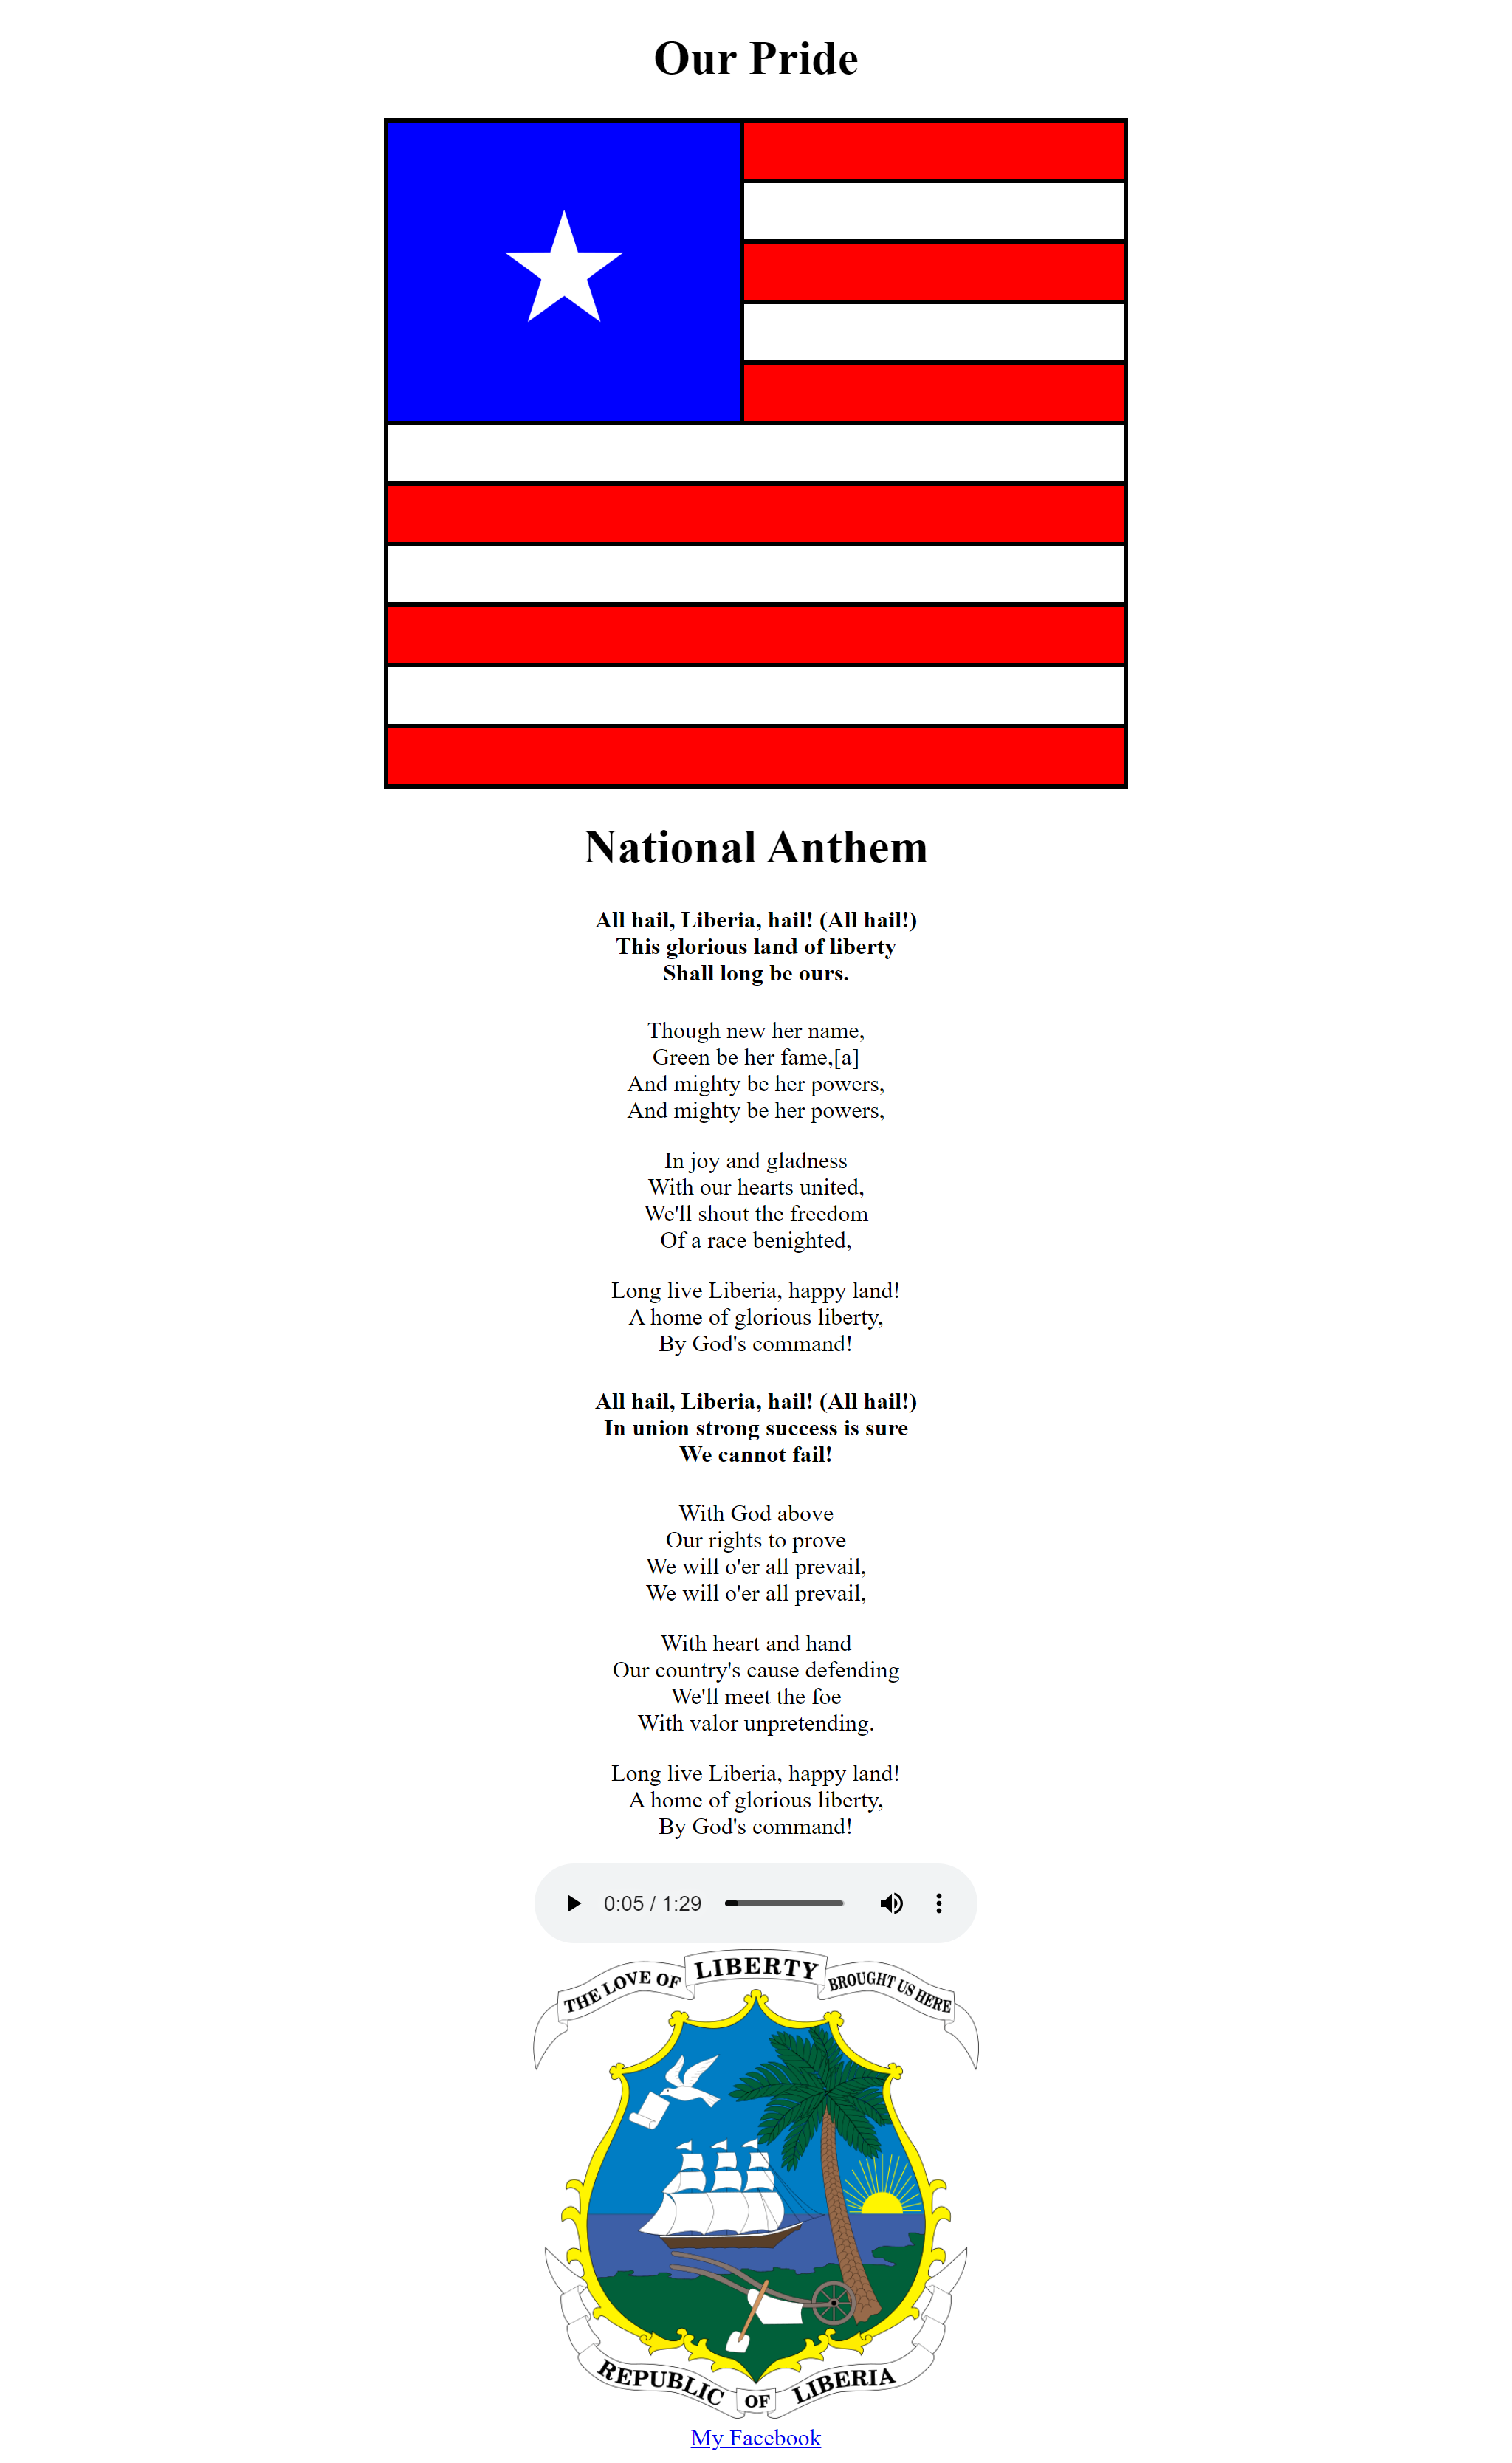 Our Pride
National Anthem
All hail, Liberia, hail! (All hail!)
This glorious land of liberty
Shall long be ours.
Though new her name,
Green be her fame,[a]
And mighty be her powers,
And mighty be her powers,
In joy and gladness
With our hearts united,
We'll shout the freedom
Of a race benighted,
Long live Liberia, happy land!
A home of glorious liberty,
By God's command!
All hail, Liberia, hail! (All hail!)
In union strong success is sure
We cannot fail!
With God above
Our rights to prove
We will o'er all prevail,
We will o'er all prevail,
With heart and hand
Our country's cause defending
We'll meet the foe
With valor unpretending.
Long live Liberia, happy land!
A home of glorious liberty,
By God's command!
0:05 / 1:29
THE LOVE OF LIBERTY BROUGHT US HERE
REPUBLIC OF LIBERIA
My Facebook